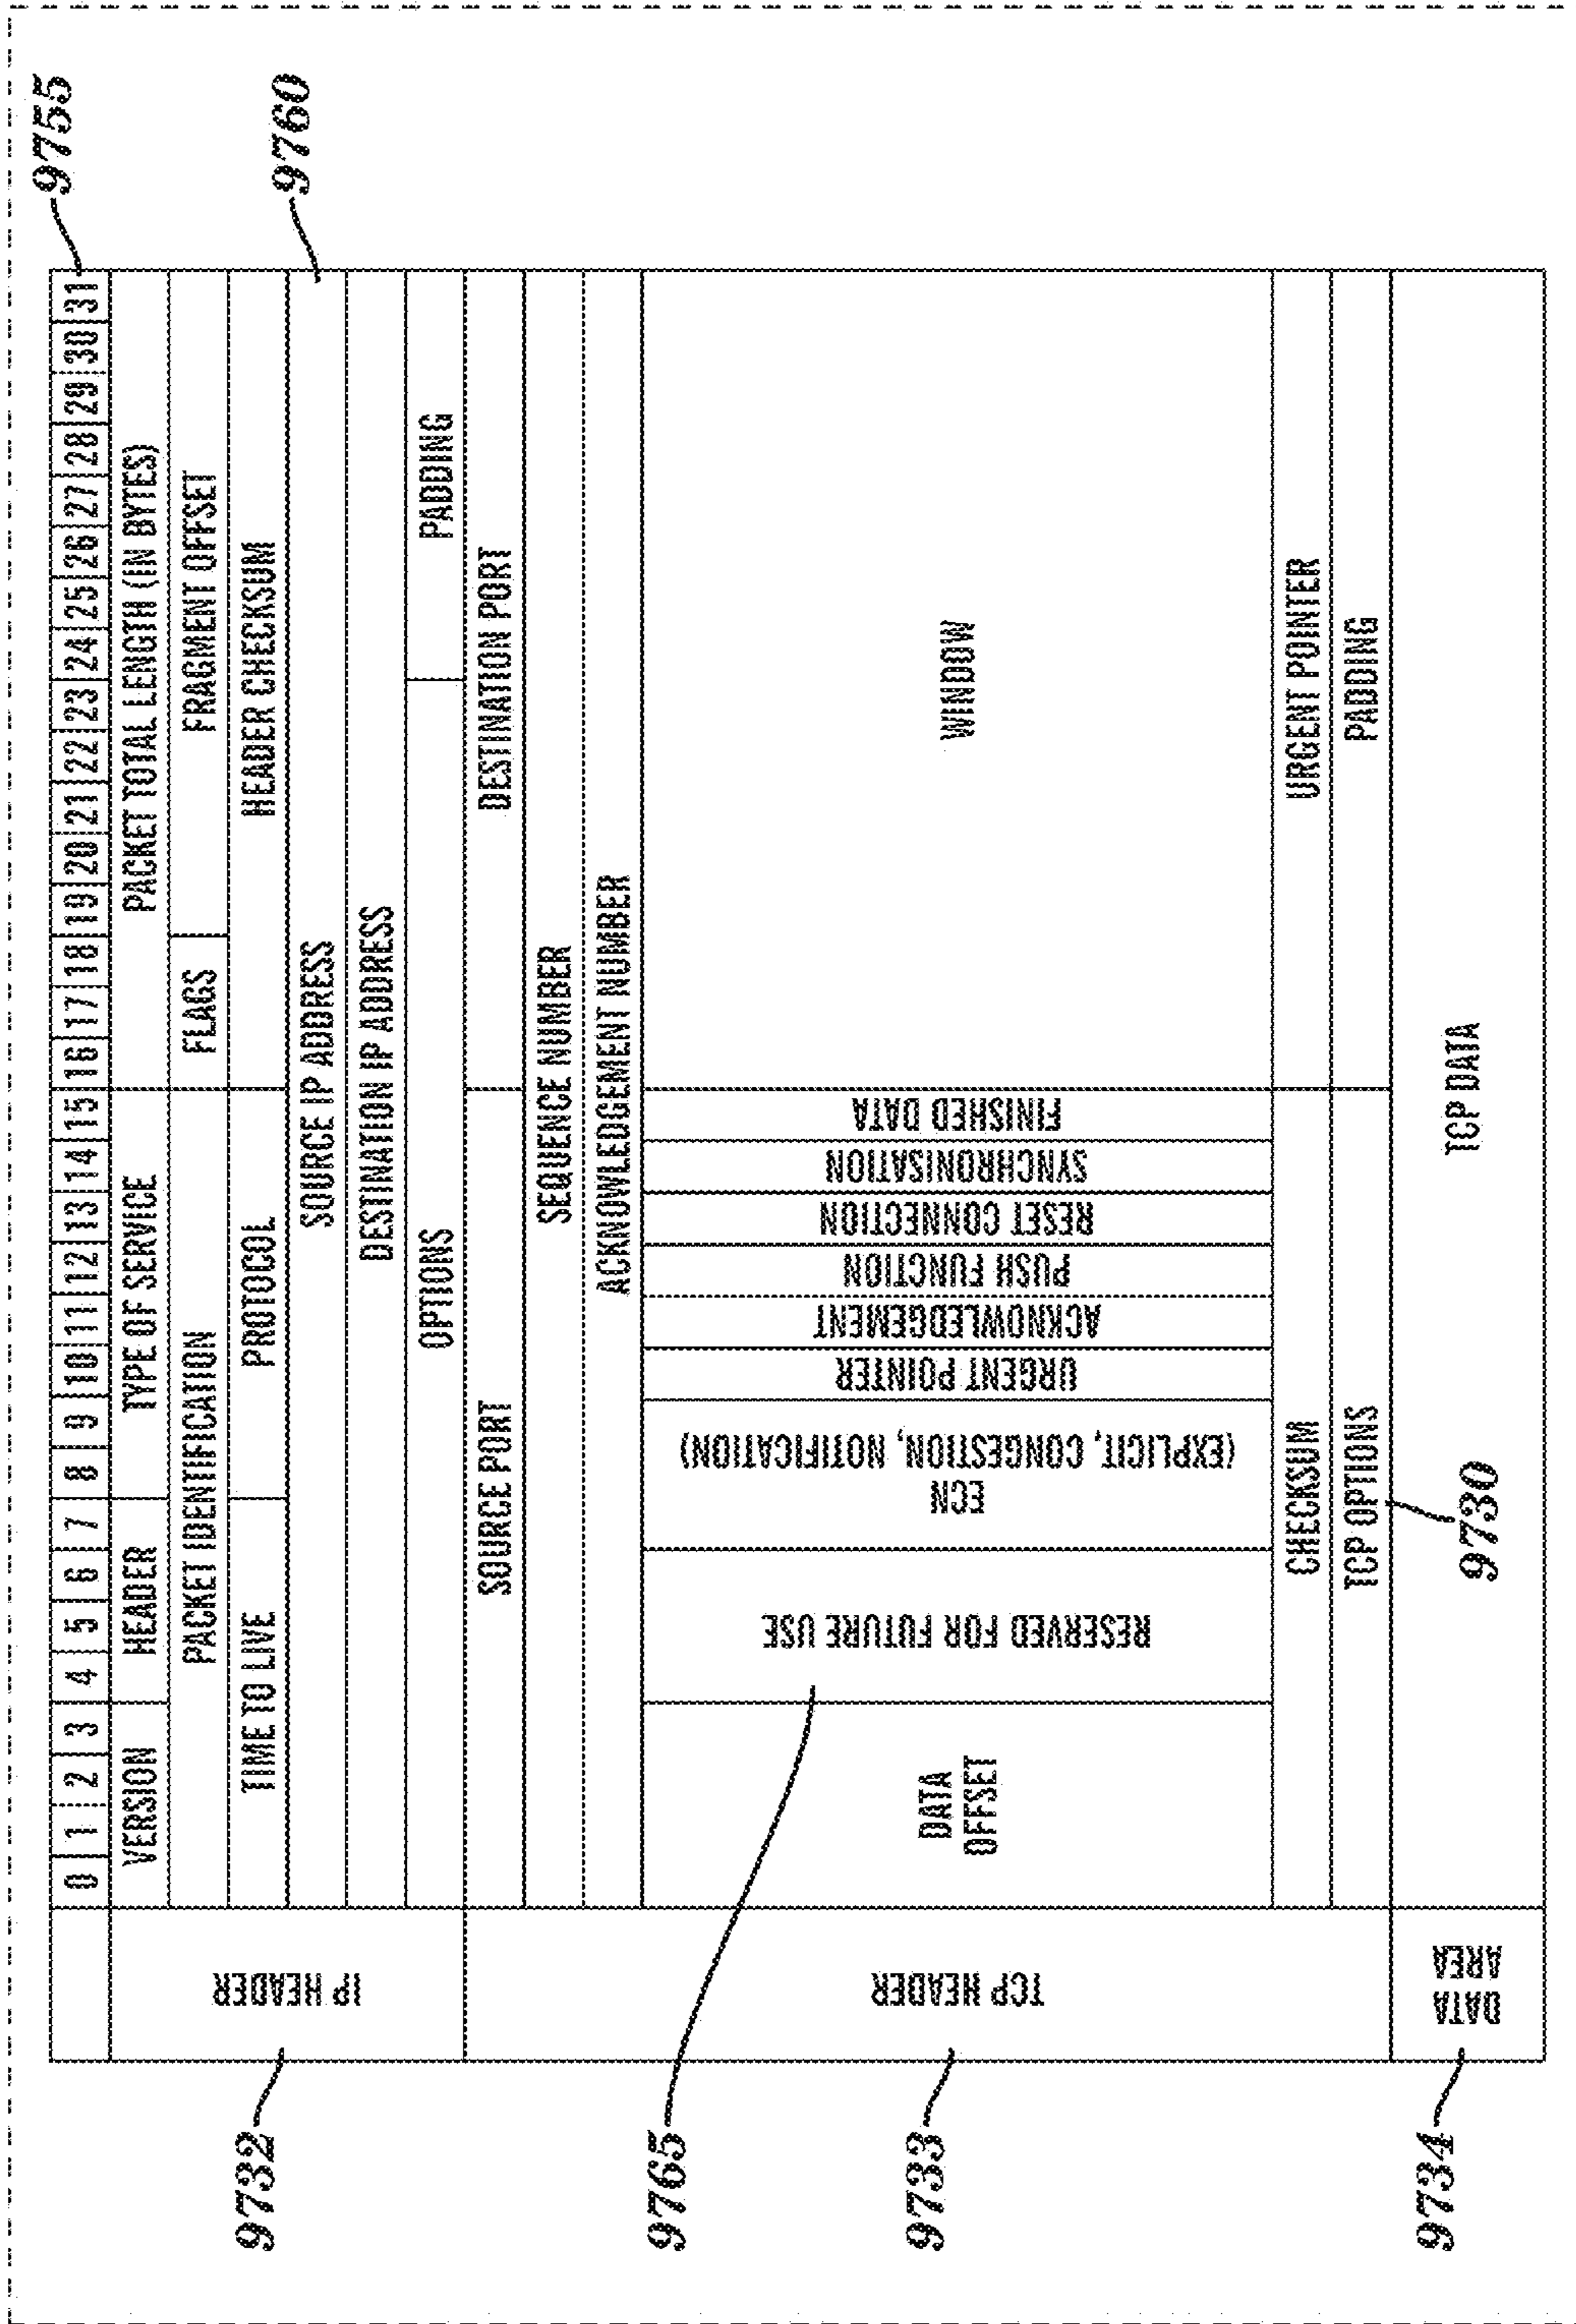 9755
0 1 2 3 4 5 6 7 8 9 10 11 12 13 14 15 16 17 18 19 20 21 22 23 24 25 26 27 28 29 30 31
VERSION HEADER TYPE OF SERVICE PACKET TOTAL LENGTH (IN BYTES)
PACKET IDENTIFICATION FLAGS FRAGMENT OFFSET
TIME TO LIVE PROTOCOL HEADER CHECKSUM
9732
IP HEADER
9760
SOURCE IP ADDRESS
DESTINATION IP ADDRESS
OPTIONS PADDING
SOURCE PORT DESTINATION PORT
SEQUENCE NUMBER
ACKNOWLEDGEMENT NUMBER
9765
9733
TCP HEADER
DATA
OFFSET
RESERVED FOR FUTURE USE
ECN
(EXPLICIT, CONGESTION, NOTIFICATION)
URGENT POINTER
ACKNOWLEDGEMENT
PUSH FUNCTION
RESET CONNECTION
SYNCHRONISATION
FINISHED DATA
WINDOW
CHECKSUM URGENT POINTER
TCP OPTIONS PADDING
9734
DATA
AREA
9730
TCP DATA